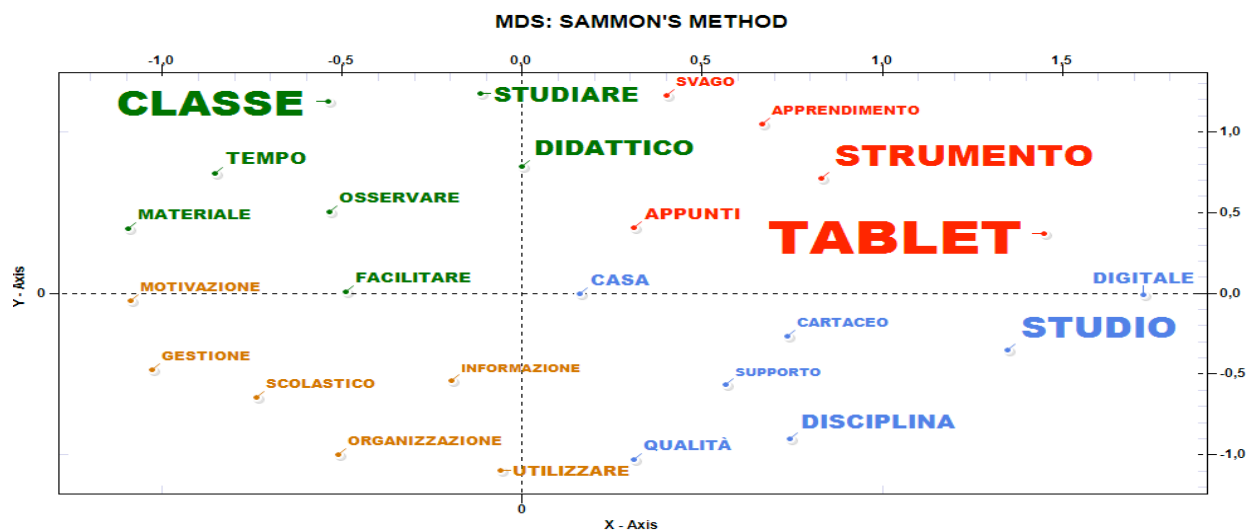 MDS: SAMMON'S METHOD
-1,0 -0,5 0,0 0,5 1,0 1,5
SVAGO
CLASSE STUDIARE
APPRENDIMENTO
1,0
DIDATTICO
TEMPO STRUMENTO
OSSERVARE
MATERIALE APPUNTI 0,5
TABLET
FACILITARE CASA DIGITALE
MOTIVAZIONE
Y - Axis
0 0,0
CARTACEO STUDIO
GESTIONE
INFORMAZIONE SUPPORTO
SCOLASTICO -0,5
DISCIPLINA
ORGANIZZAZIONE QUALITÀ
-1,0
UTILIZZARE
0
X - Axis